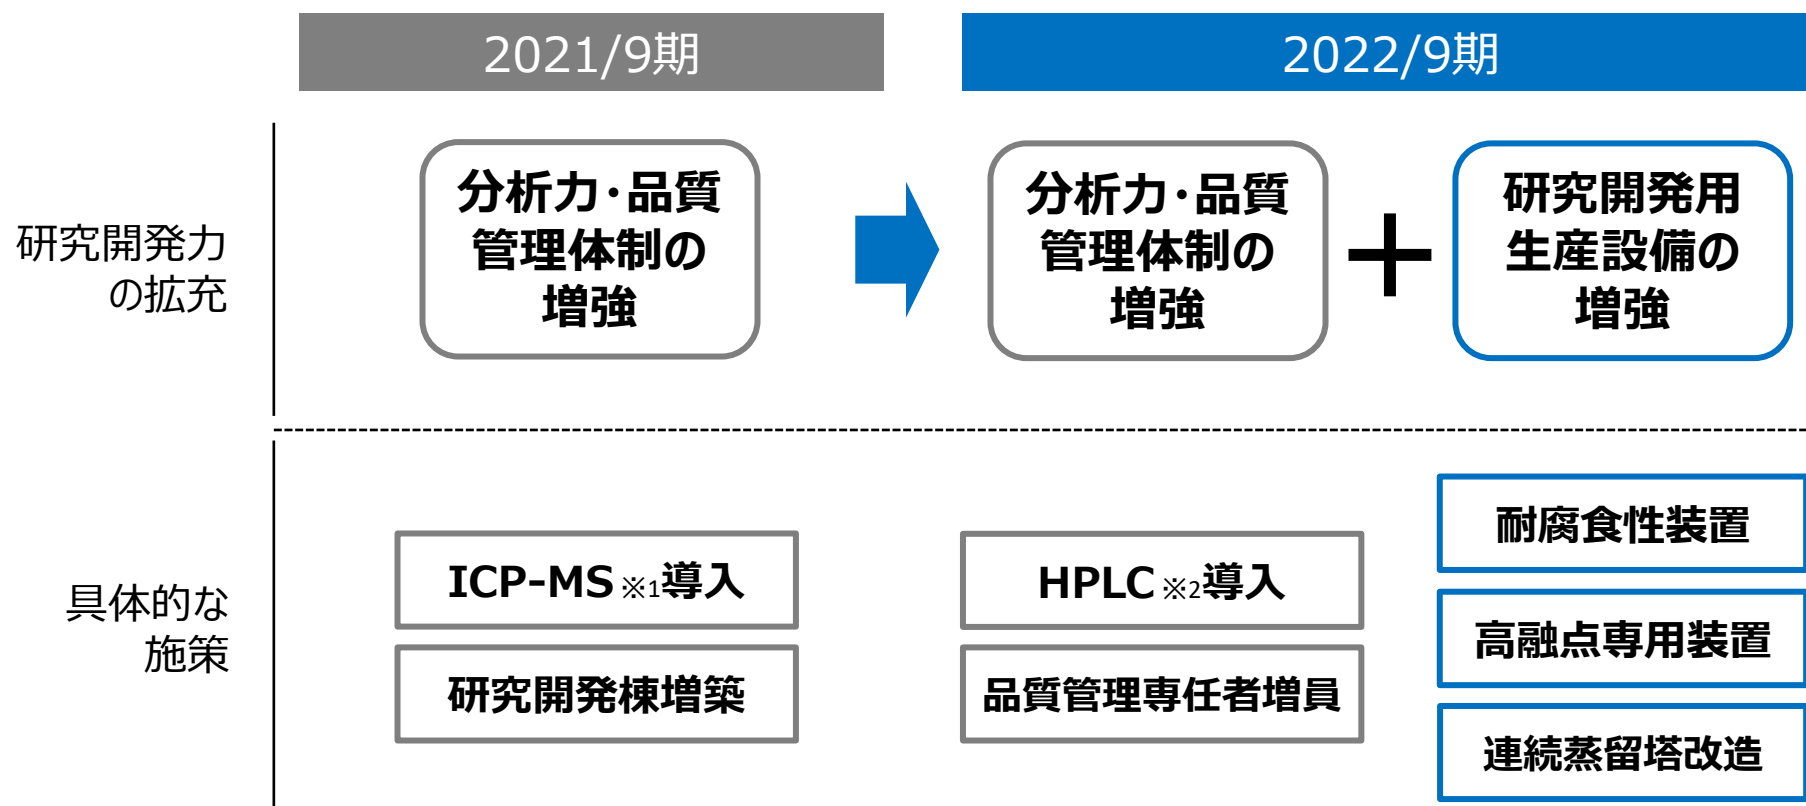 2021/9期
2022/9期
研究開発力
の拡充
分析力･品質
管理体制の
増強
分析力･品質
管理体制の
増強
＋
研究開発用
生産設備の
増強
具体的な
施策
ICP-MS※1導入
研究開発棟増築
HPLC※2導入
品質管理専任者増員
耐腐食性装置
高融点専用装置
連続蒸留塔改造